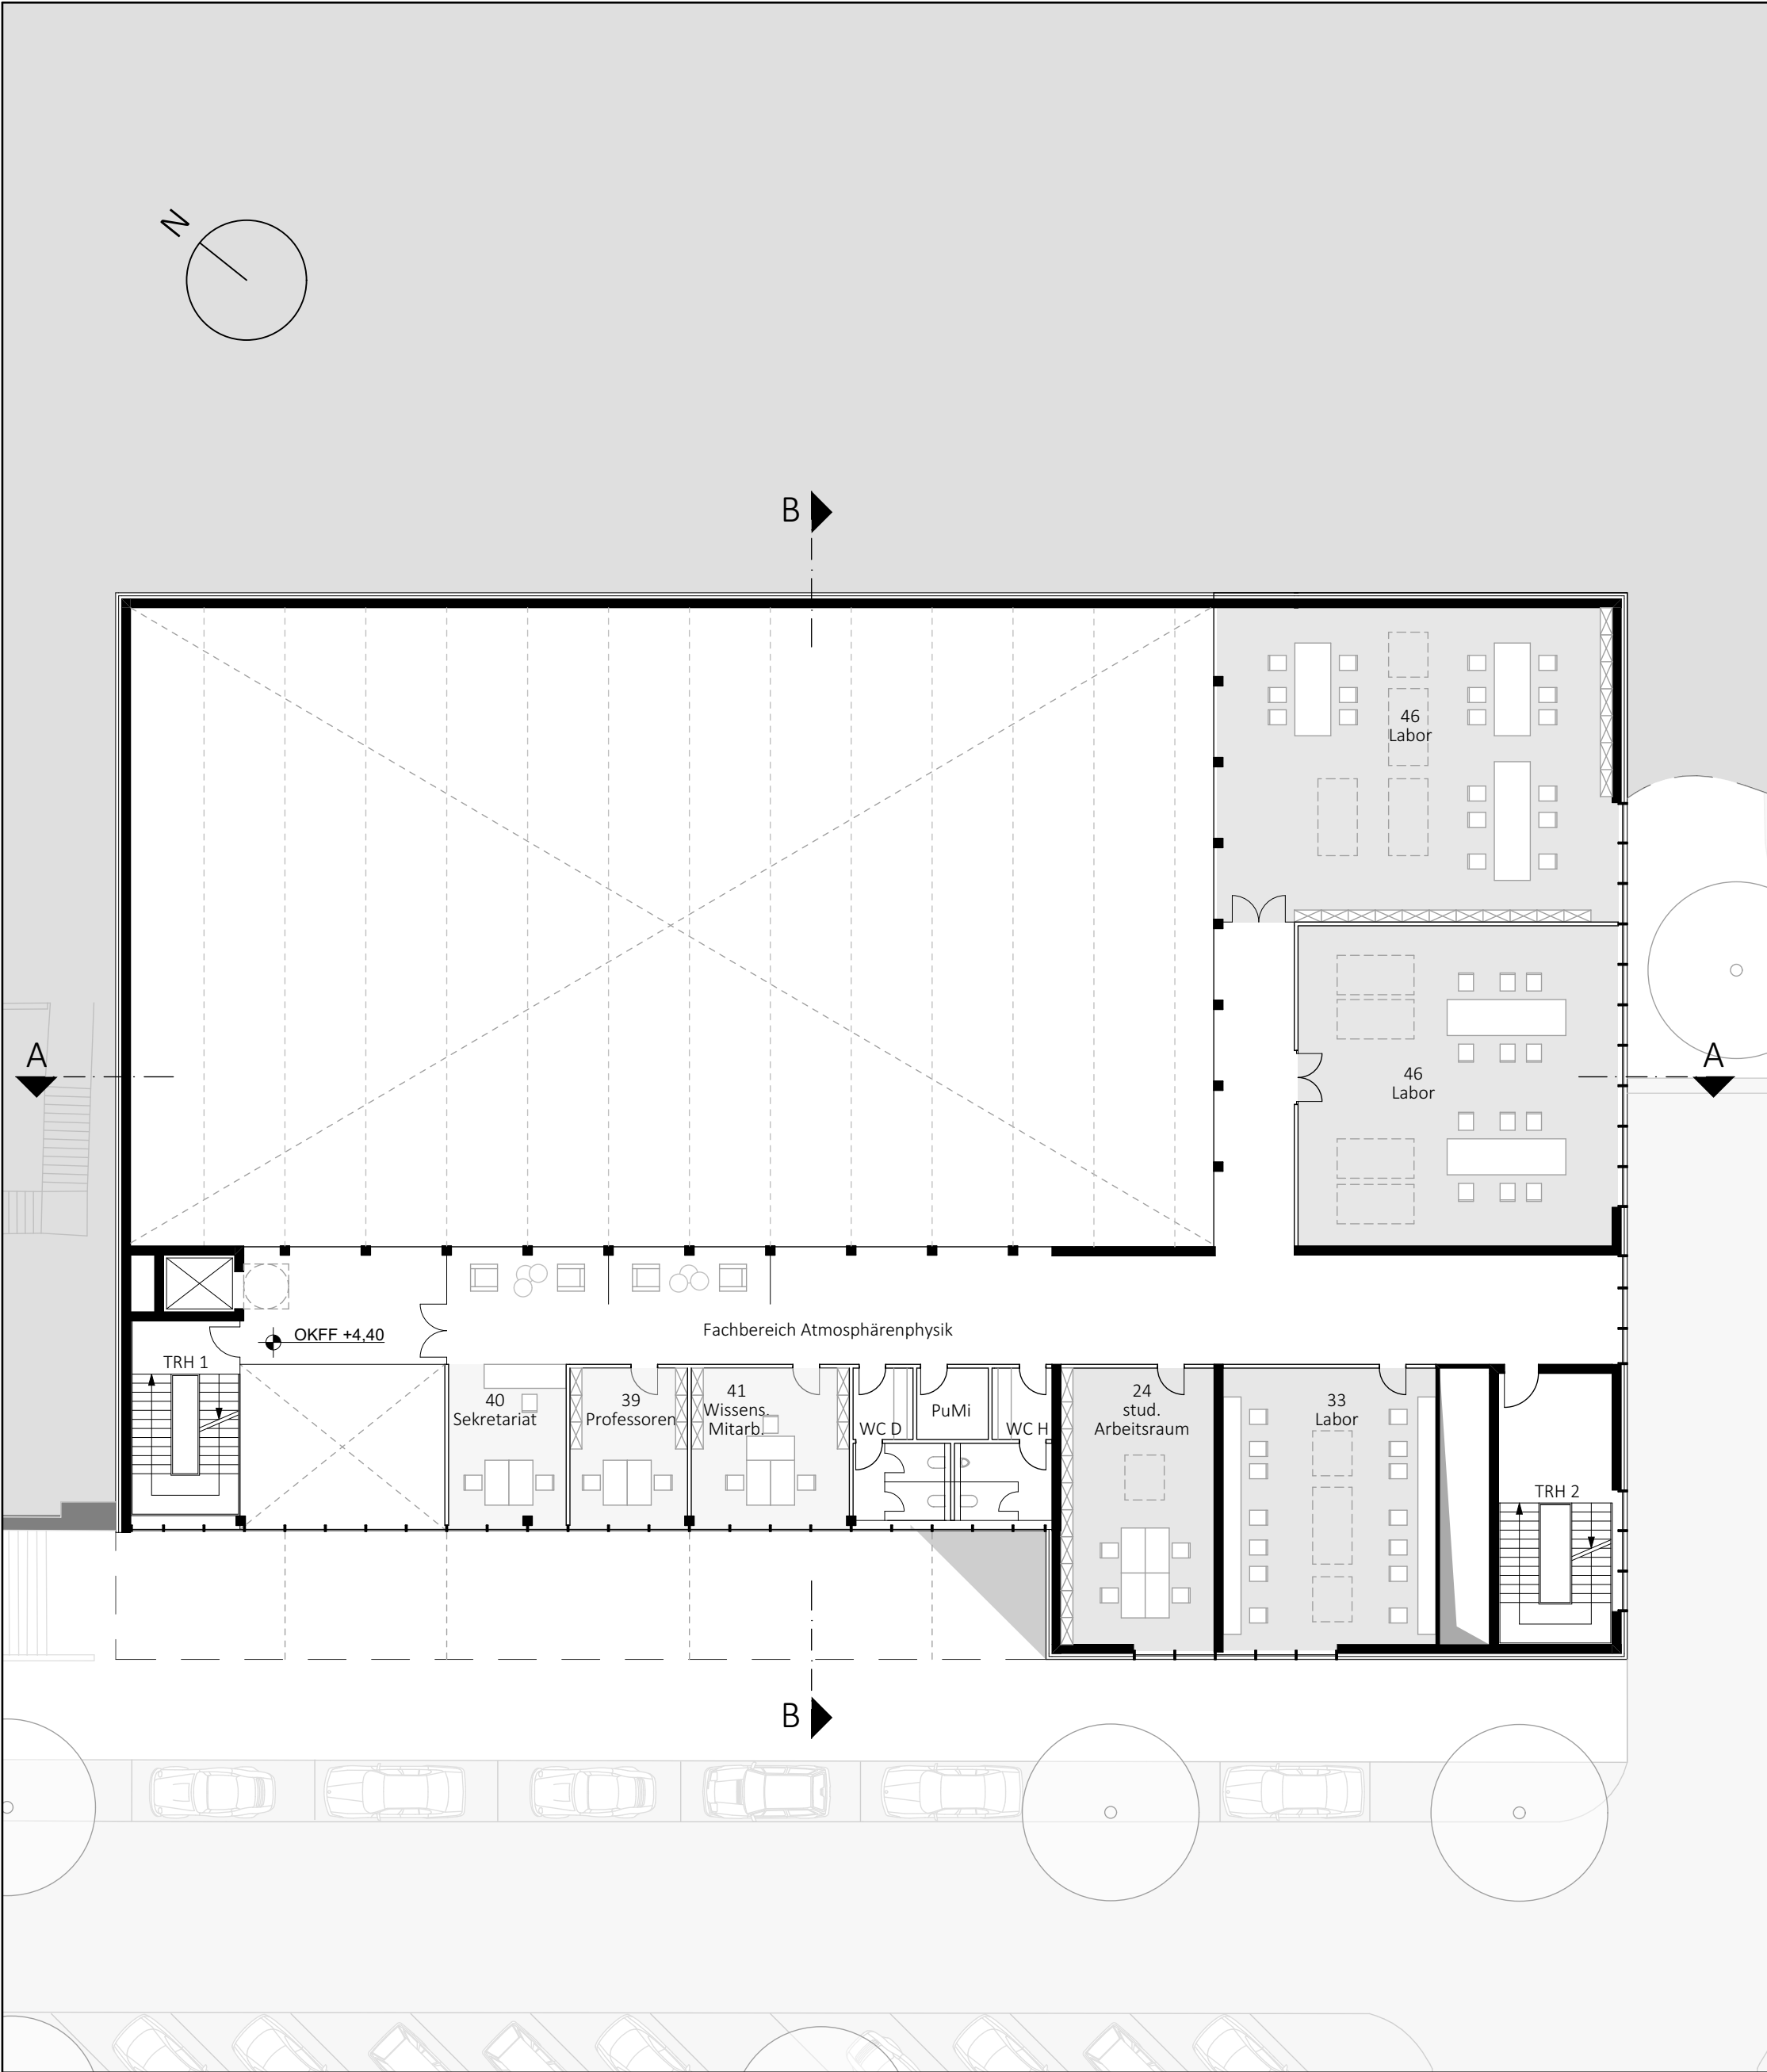 N
B
46
Labor
A
A
46
Labor
Fachbereich Atmosphärenphysik
OKFF +4,40
TRH 1
40
Sekretariat
39
Professoren
41
Wissens.
Mitarb.
WC D
PuMi
WC H
24
stud.
Arbeitsraum
33
Labor
TRH 2
B